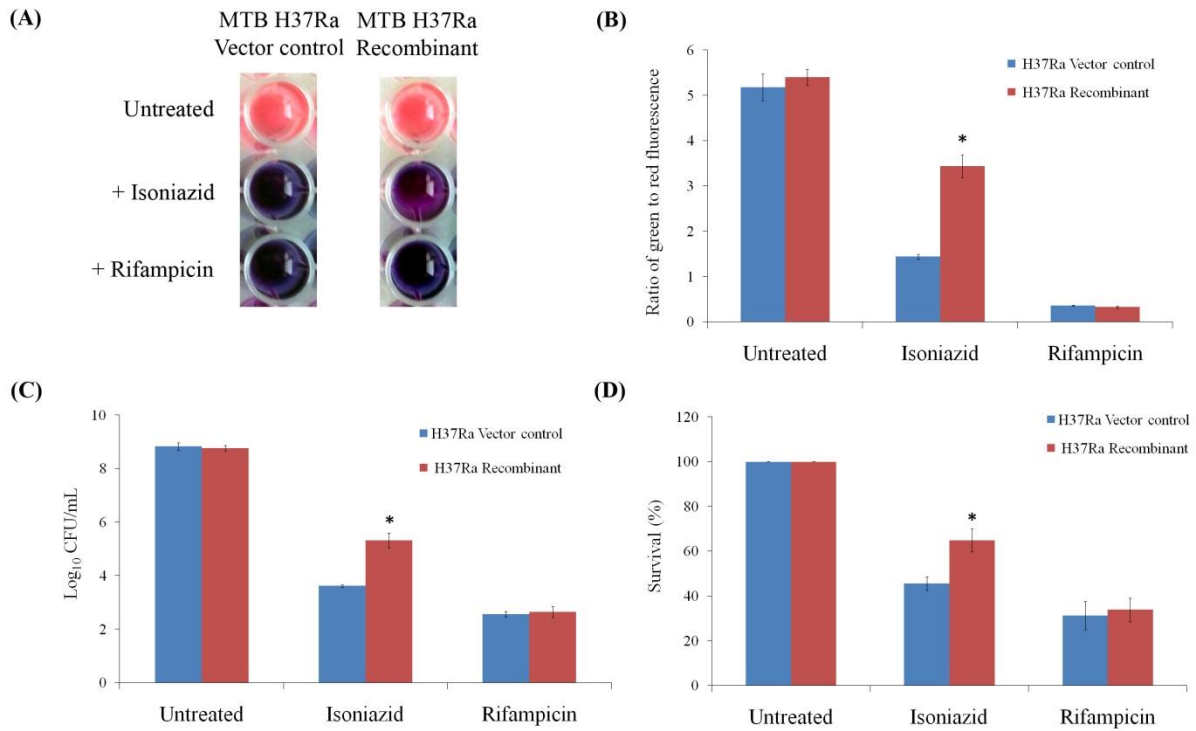 (A)
MTB H37Ra
Vector control
MTB H37Ra
Recombinant
Untreated
+ Isoniazid
+ Rifampicin
(B)
Ratio of green to red fluorescence
6
5
4
3
2
1
0
H37Ra Vector control
H37Ra Recombinant
*
Untreated
Isoniazid
Rifampicin
(C)
Log₁₀ CFU/mL
10
8
6
4
2
0
H37Ra Vector control
H37Ra Recombinant
*
Untreated
Isoniazid
Rifampicin
(D)
Survival (%)
120
100
80
60
40
20
0
H37Ra Vector control
H37Ra Recombinant
*
Untreated
Isoniazid
Rifampicin